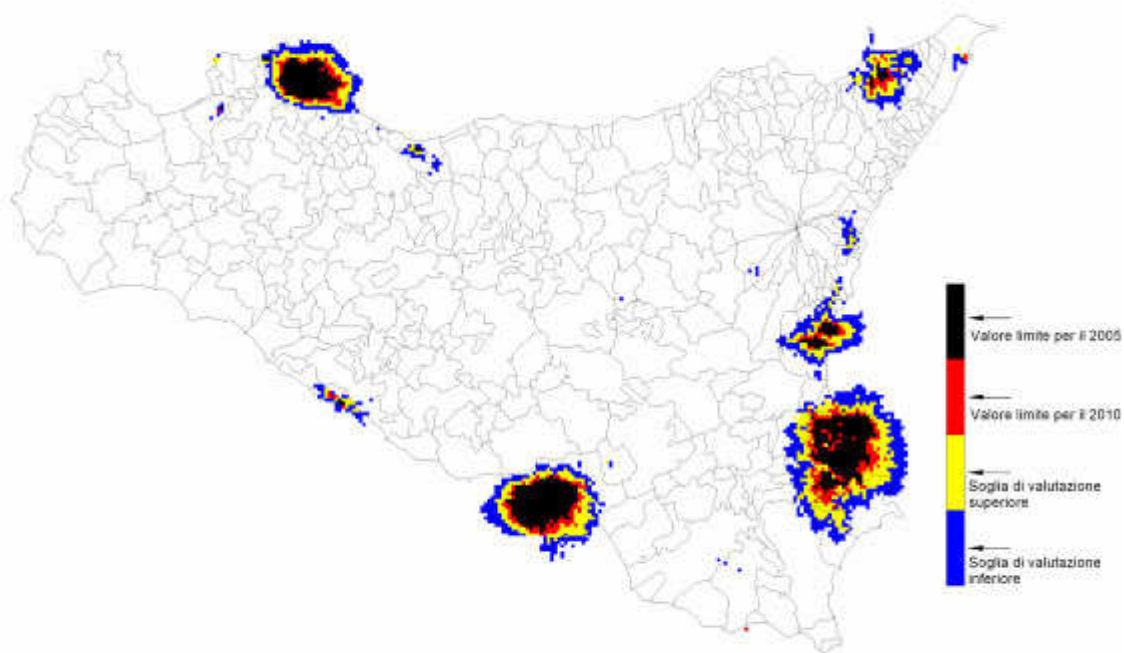 Valore limite per il 2005
Valore limite per il 2010
Soglia di valutazione
superiore
Soglia di valutazione
inferiore